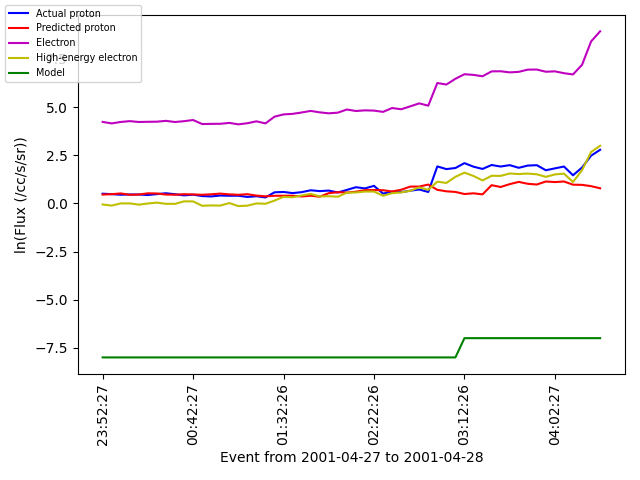 Actual proton
Predicted proton
Electron
High-energy electron
Model
5.0
2.5
0.0
−2.5
−5.0
−7.5
ln(Flux (/cc/s/sr))
23:52:27
00:42:27
01:32:26
02:22:26
03:12:26
04:02:27
Event from 2001-04-27 to 2001-04-28